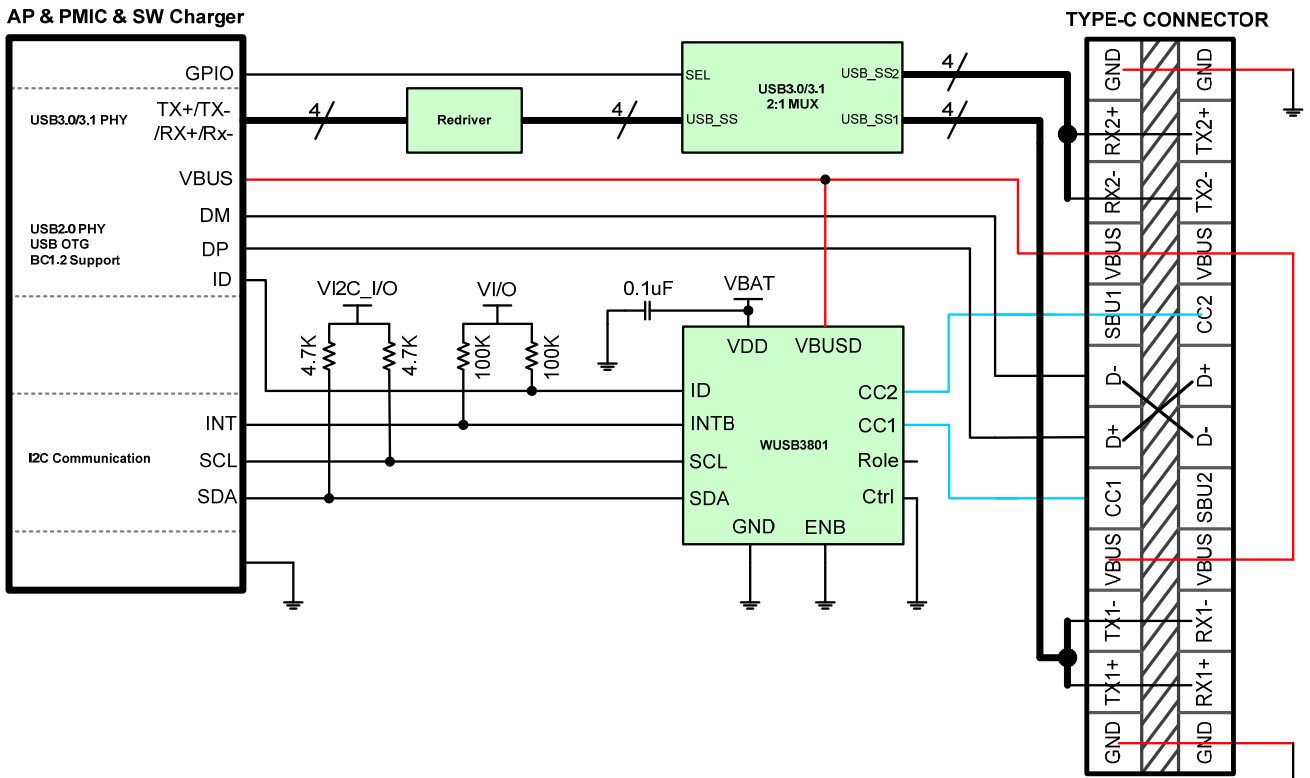 AP & PMIC & SW Charger
TYPE-C CONNECTOR
GPIO
USB3.0/3.1 PHY
TX+/TX-
/RX+/Rx-
VBUS
USB2.0 PHY
USB OTG
BC1.2 Support
DM
DP
ID
I2C Communication
INT
SCL
SDA
4
Redriver
4
SEL
USB_SS
USB3.0/3.1
2:1 MUX
USB_SS2
USB_SS1
4
4
VI2C_I/O
4.7K
4.7K
VI/O
100K
100K
0.1uF
VBAT
VDD
VBUSD
ID
INTB
SCL
SDA
WUSB3801
CC2
CC1
Role
Ctrl
GND
ENB
GND
GND
RX2+
TX2+
RX2-
TX2-
VBUS
VBUS
SBU1
CC2
D-
D+
D+
D-
CC1
SBU2
VBUS
VBUS
TX1-
RX1-
TX1+
RX1+
GND
GND